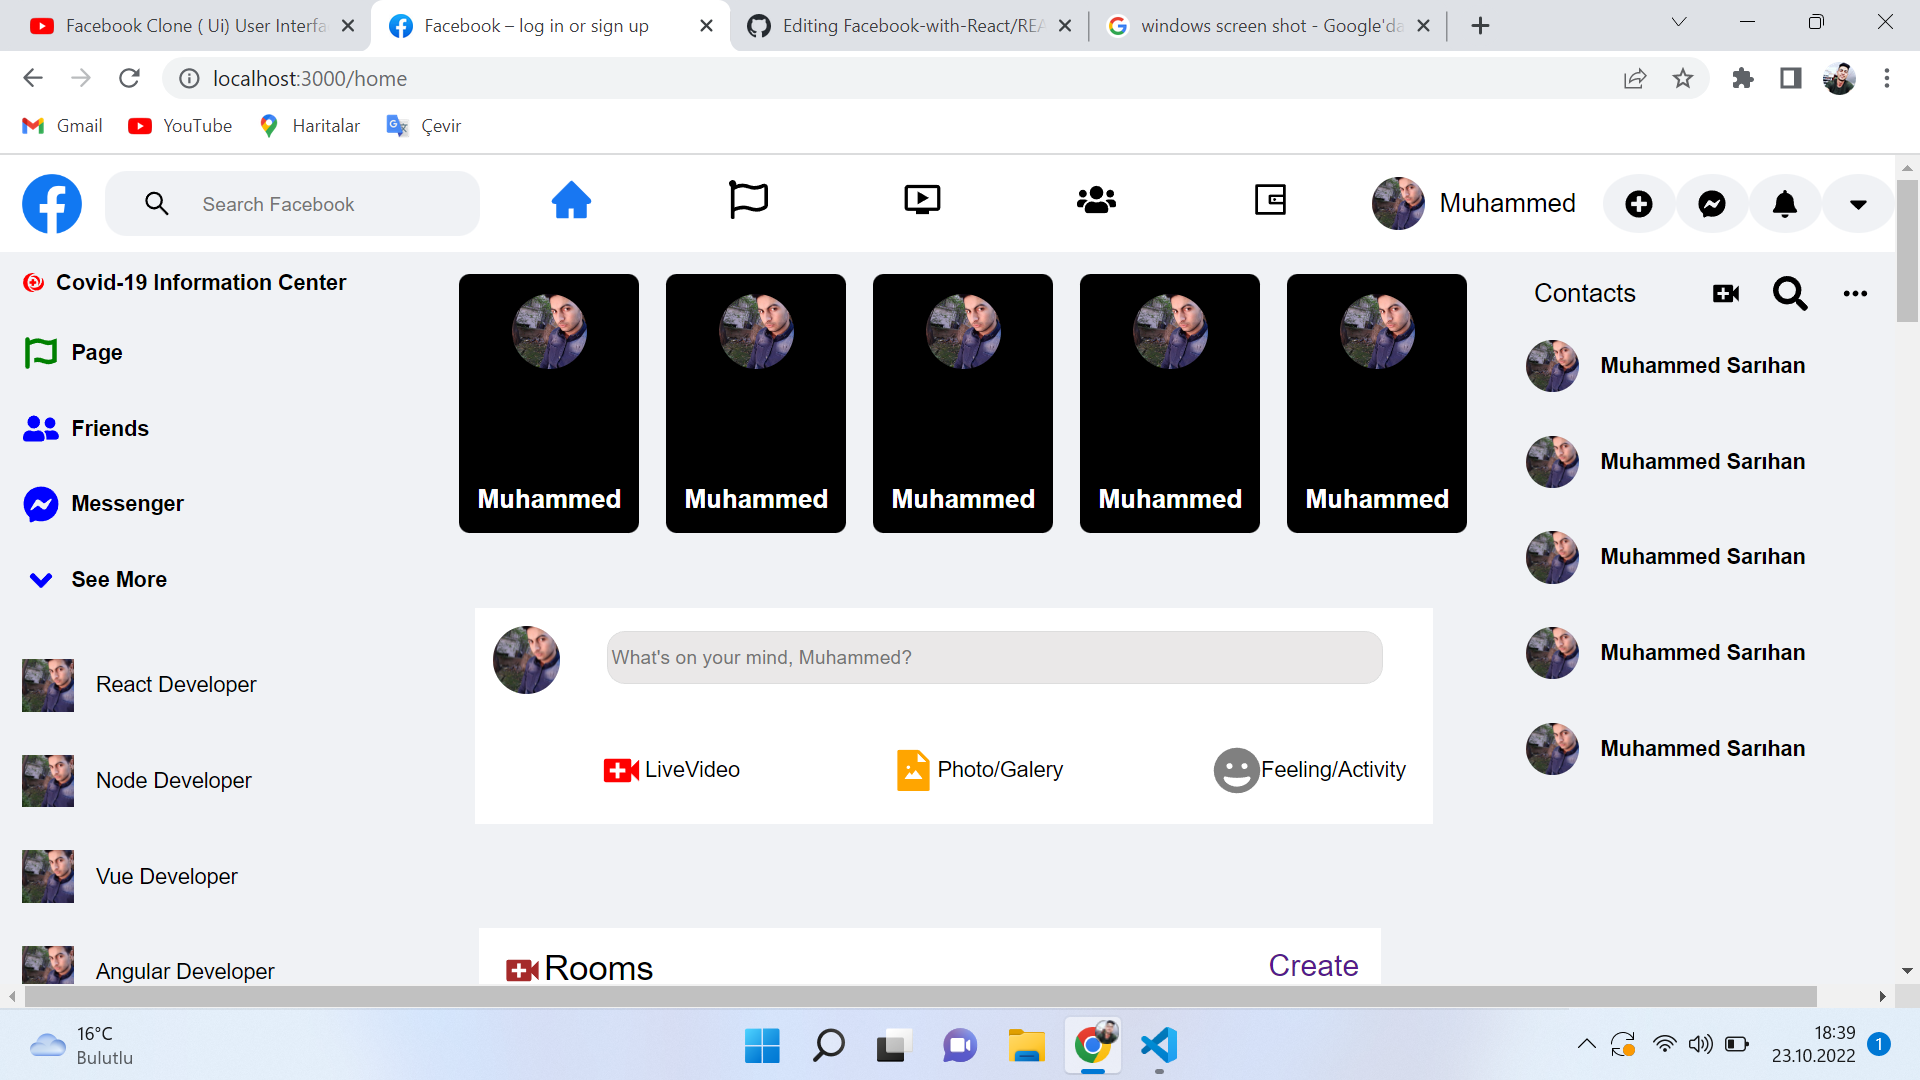 Facebook Clone ( Ui) User Interfa
Facebook – log in or sign up
Editing Facebook-with-React/REA
windows screen shot - Google'da
localhost:3000/home
Gmail
YouTube
Haritalar
Çevir
Search Facebook
Muhammed
Covid-19 Information Center
Page
Friends
Messenger
See More
React Developer
Node Developer
Vue Developer
Angular Developer
Muhammed
Muhammed
Muhammed
Muhammed
Muhammed
What's on your mind, Muhammed?
LiveVideo
Photo/Galery
Feeling/Activity
Rooms
Create
Contacts
Muhammed Sarıhan
Muhammed Sarıhan
Muhammed Sarıhan
Muhammed Sarıhan
Muhammed Sarıhan
16°C
Bulutlu
18:39
23.10.2022
1